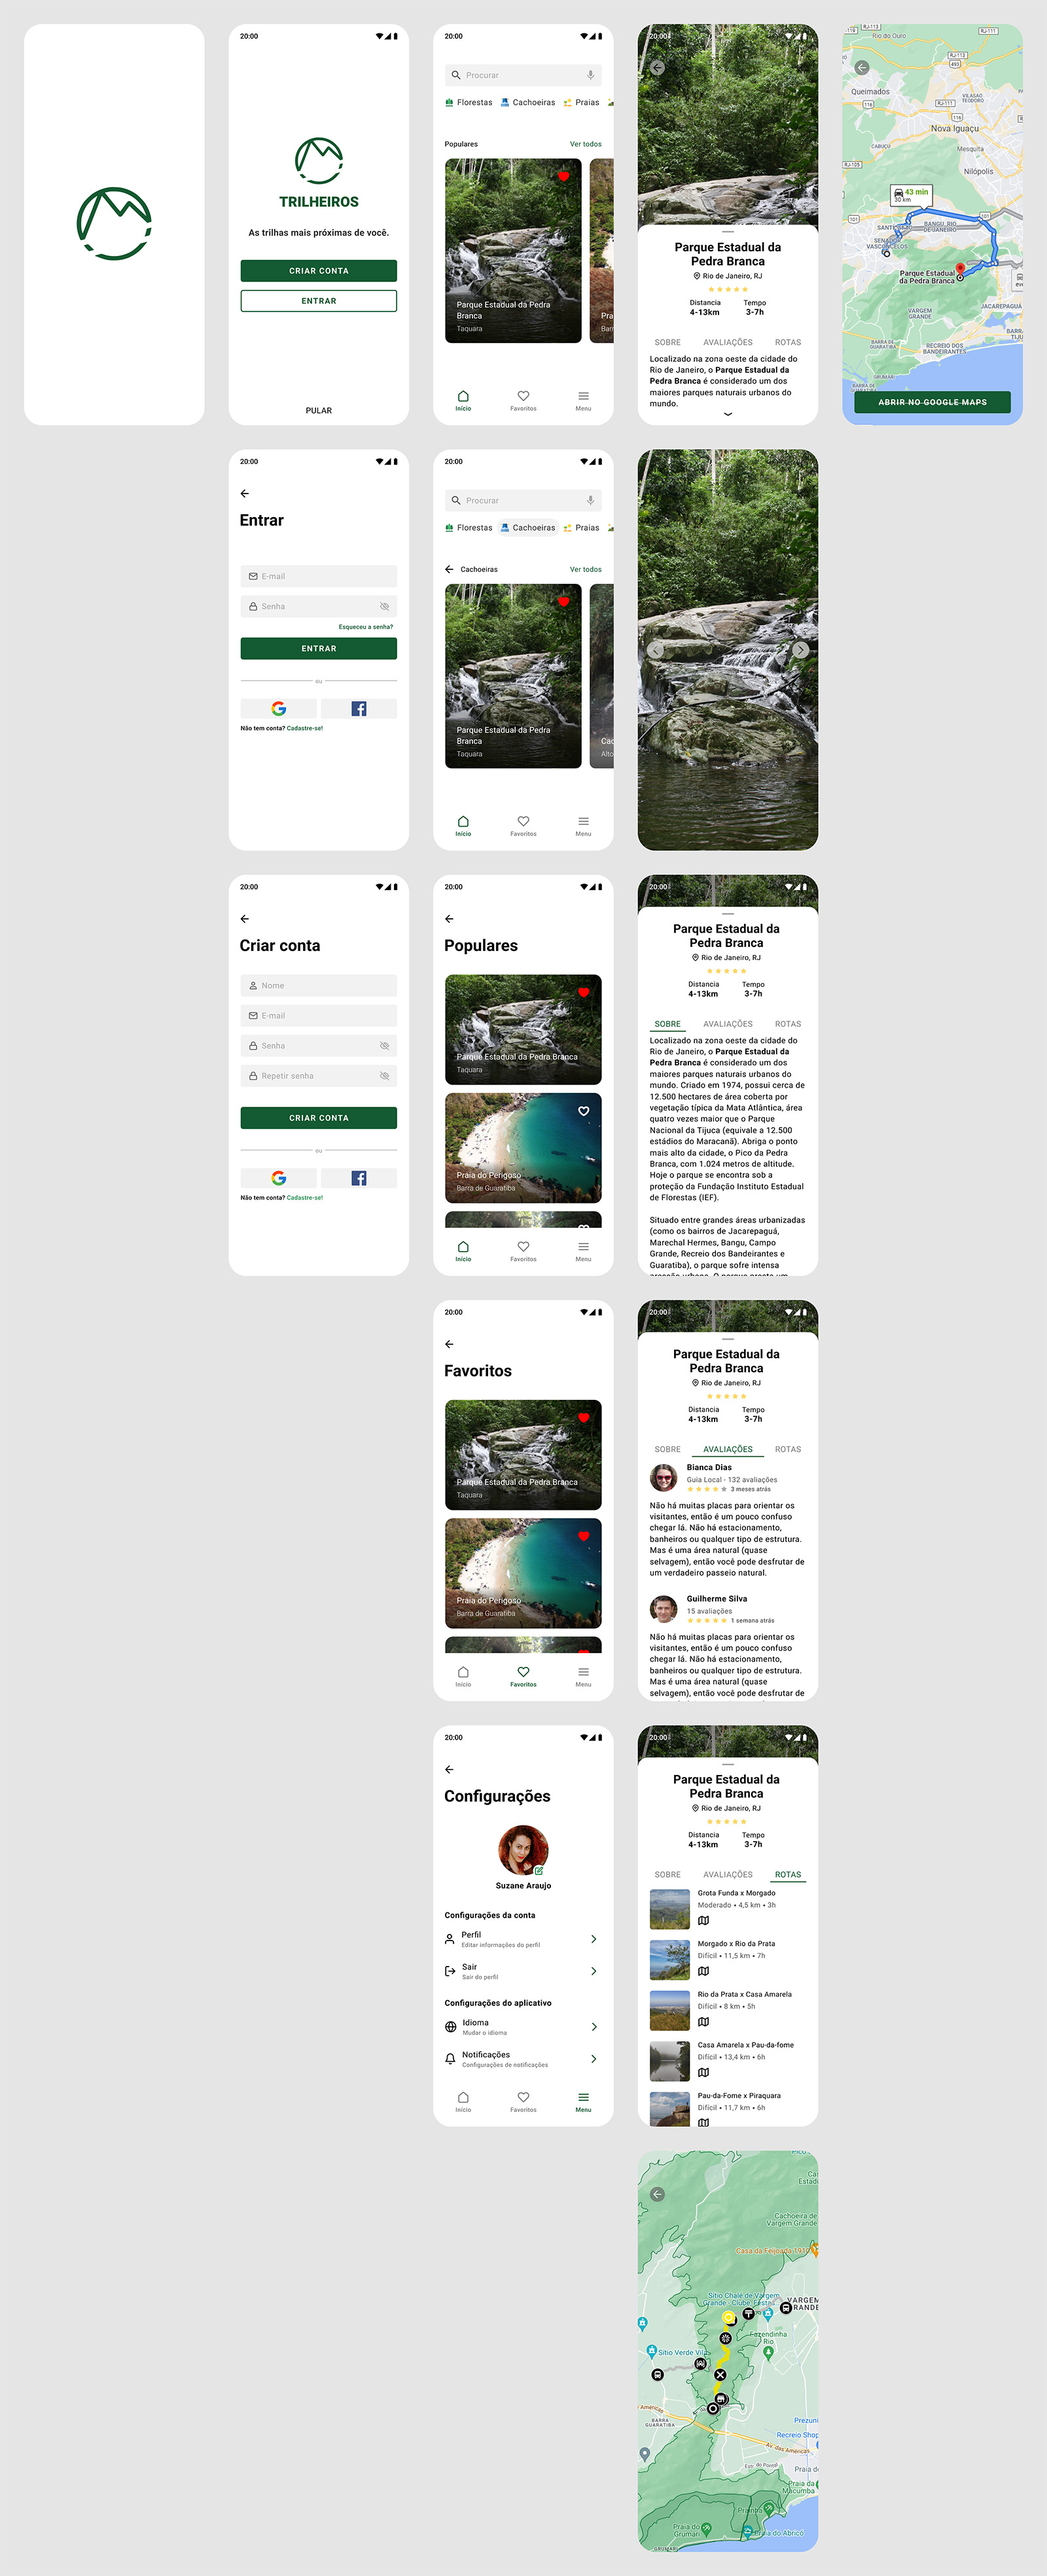 20:00
TRILHEIROS
As trilhas mais próximas de você.
CRIAR CONTA
ENTRAR
PULAR
20:00
Procurar
Florestas Cachoeiras Praias
Populares Ver todos
Parque Estadual da Pedra
Branca
Taquara
Início Favoritos Menu
20:00
Parque Estadual da
Pedra Branca
Rio de Janeiro, RJ
Distancia Tempo
4-13km 3-7h
SOBRE AVALIAÇÕES ROTAS
Localizado na zona oeste da cidade do
Rio de Janeiro, o Parque Estadual da
Pedra Branca é considerado um dos
maiores parques naturais urbanos do
mundo.
Rio do Ouro
Queimados
VILAR DO
TEODORO
Nova Iguaçu
Mesquita
Nilópolis
43 min
30 km
BANGU, RIO
DE JANEIRO
SENADOR
VASCONCELOS
Parque Estadual
da Pedra Branca
JACAREPAGUÁ
VARGEM
GRANDE
RECREIO DOS
BANDEIRANTES
BARRA DE
GUARATIBA
GRUMARI
ABRIR NO GOOGLE MAPS
20:00
Entrar
E-mail
Senha
Esqueceu a senha?
ENTRAR
ou
Não tem conta? Cadastre-se!
20:00
Procurar
Florestas Cachoeiras Praias
Cachoeiras Ver todos
Parque Estadual da Pedra
Branca
Taquara
Início Favoritos Menu
20:00
Criar conta
Nome
E-mail
Senha
Repetir senha
CRIAR CONTA
ou
Não tem conta? Cadastre-se!
20:00
Populares
Parque Estadual da Pedra Branca
Taquara
Praia do Perigoso
Barra de Guaratiba
Início Favoritos Menu
20:00
Parque Estadual da
Pedra Branca
Rio de Janeiro, RJ
Distancia Tempo
4-13km 3-7h
SOBRE AVALIAÇÕES ROTAS
Localizado na zona oeste da cidade do
Rio de Janeiro, o Parque Estadual da
Pedra Branca é considerado um dos
maiores parques naturais urbanos do
mundo. Criado em 1974, possui cerca de
12.500 hectares de área coberta por
vegetação típica da Mata Atlântica, área
quatro vezes maior que o Parque
Nacional da Tijuca (equivale a 12.500
estádios do Maracanã). Abriga o ponto
mais alto da cidade, o Pico da Pedra
Branca, com 1.024 metros de altitude.
Hoje o parque se encontra sob a
proteção da Fundação Instituto Estadual
de Florestas (IEF).
Situado entre grandes áreas urbanizadas
(como os bairros de Jacarepaguá,
Marechal Hermes, Bangu, Campo
Grande, Recreio dos Bandeirantes e
Guaratiba), o parque sofre intensa
20:00
Favoritos
Parque Estadual da Pedra Branca
Taquara
Praia do Perigoso
Barra de Guaratiba
Início Favoritos Menu
20:00
Parque Estadual da
Pedra Branca
Rio de Janeiro, RJ
Distancia Tempo
4-13km 3-7h
SOBRE AVALIAÇÕES ROTAS
Bianca Dias
Guia Local - 132 avaliações
3 meses atrás
Não há muitas placas para orientar os
visitantes, então é um pouco confuso
chegar lá. Não há estacionamento,
banheiros ou qualquer tipo de estrutura.
Mas é uma área natural (quase
selvagem), então você pode desfrutar de
um verdadeiro passeio natural.
Guilherme Silva
15 avaliações
1 semana atrás
Não há muitas placas para orientar os
visitantes, então é um pouco confuso
chegar lá. Não há estacionamento,
banheiros ou qualquer tipo de estrutura.
Mas é uma área natural (quase
selvagem), então você pode desfrutar de
20:00
Configurações
Suzane Araujo
Configurações da conta
Perfil
Editar informações do perfil
Sair
Sair do perfil
Configurações do aplicativo
Idioma
Mudar o idioma
Notificações
Configurações de notificações
Início Favoritos Menu
20:00
Parque Estadual da
Pedra Branca
Rio de Janeiro, RJ
Distancia Tempo
4-13km 3-7h
SOBRE AVALIAÇÕES ROTAS
Grota Funda x Morgado
Moderado • 4,5 km • 3h
Morgado x Rio da Prata
Difícil • 11,5 km • 7h
Rio da Prata x Casa Amarela
Difícil • 8 km • 5h
Casa Amarela x Pau-da-fome
Difícil • 13,4 km • 6h
Pau-da-Fome x Piraquara
Difícil • 11,7 km • 6h
Cachoeira de
Vargem Grande
Casa da Feijoada 1910
Sítio Chalé de Vargem
Grande - Clube Festa
Fazendinha
Rio
Sítio Verde Vila
BARRA
GUARATIBA
Av. das Américas
Recreio Shop
Praia da
Macumba
Prainha
Praia do
Grumari
Praia do Abricó
GRUMARI